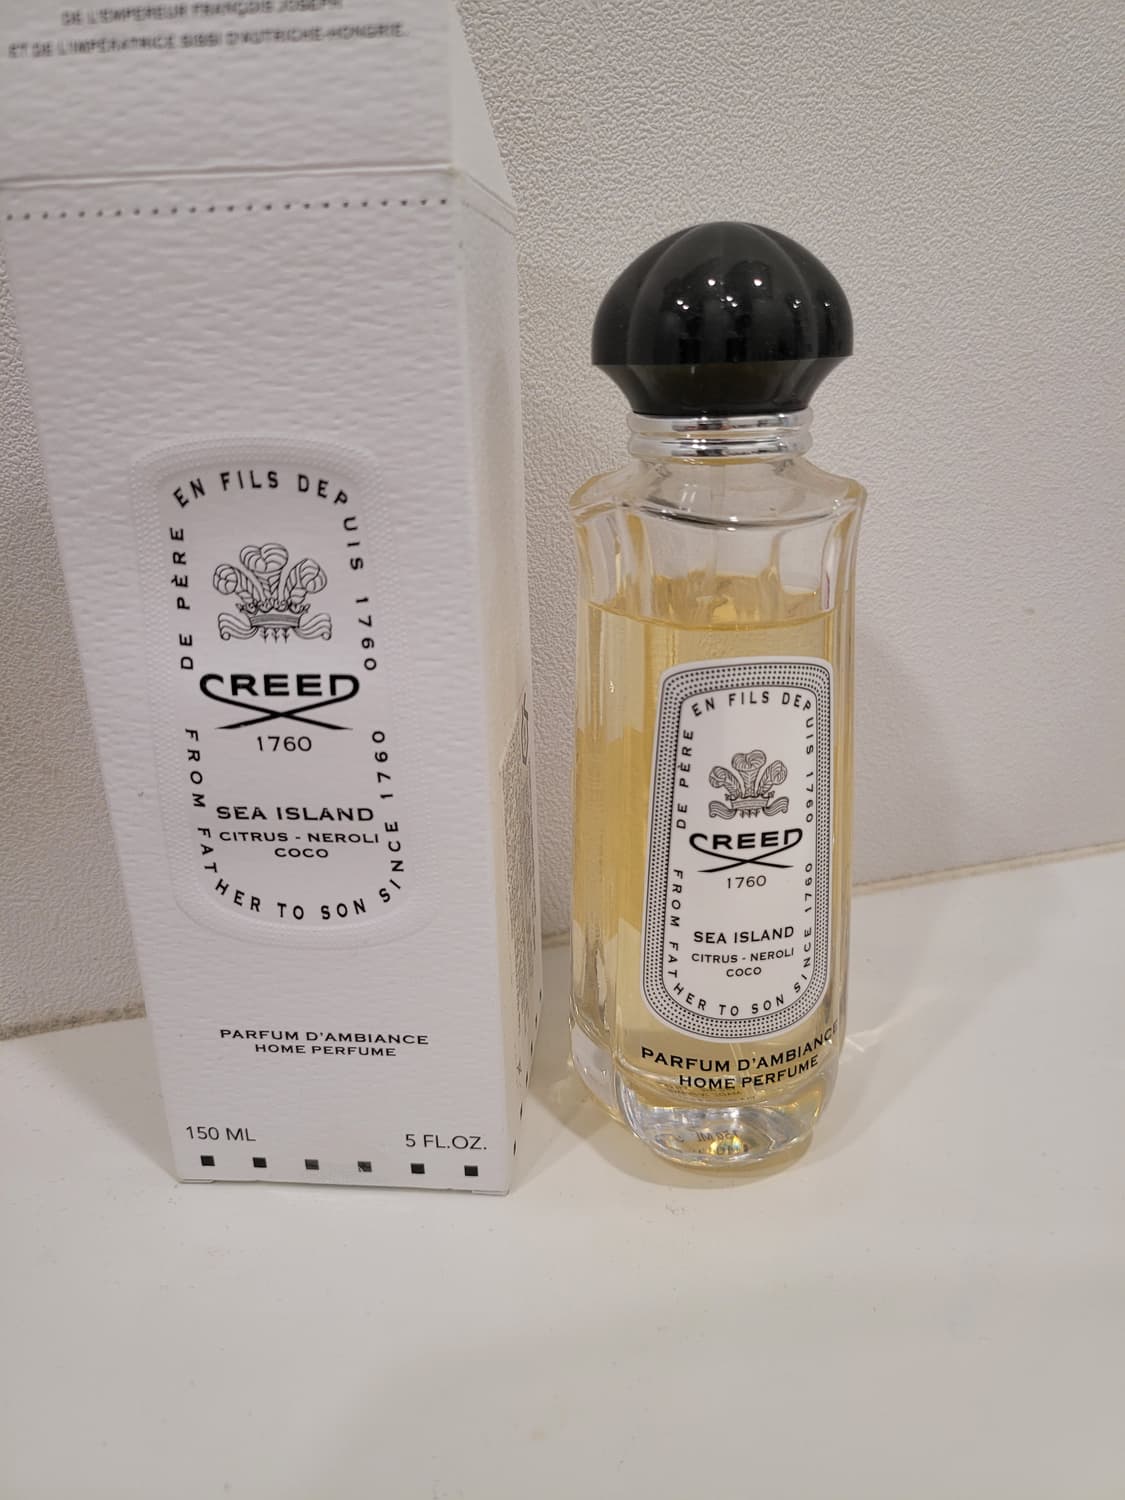 DE L'EMPEREUR FRANÇOIS JOSEPH
ET DE L'IMPÉRATRICE SISSI D'AUTRICHE-HONGRIE.
DE PÈRE EN FILS DEPUIS 1760
CREED
1760
SEA ISLAND
CITRUS - NEROLI
COCO
FROM FATHER TO SON SINCE 1760
PARFUM D'AMBIANCE
HOME PERFUME
150 ML
5 FL.OZ.
DE PÈRE EN FILS DEPUIS 1760
CREED
1760
SEA ISLAND
CITRUS - NEROLI
COCO
FROM FATHER TO SON SINCE 1760
PARFUM D'AMBIANCE
HOME PERFUME